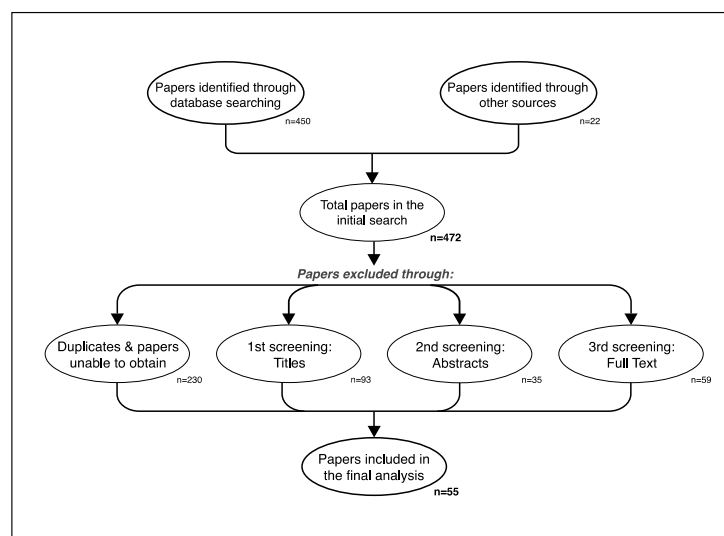 Papers identified through
database searching
n=450
Papers identified through
other sources
n=22
Total papers in the
initial search
n=472
Papers excluded through:
Duplicates & papers
unable to obtain
n=230
1st screening:
Titles
n=93
2nd screening:
Abstracts
n=35
3rd screening:
Full Text
n=59
Papers included in
the final analysis
n=55